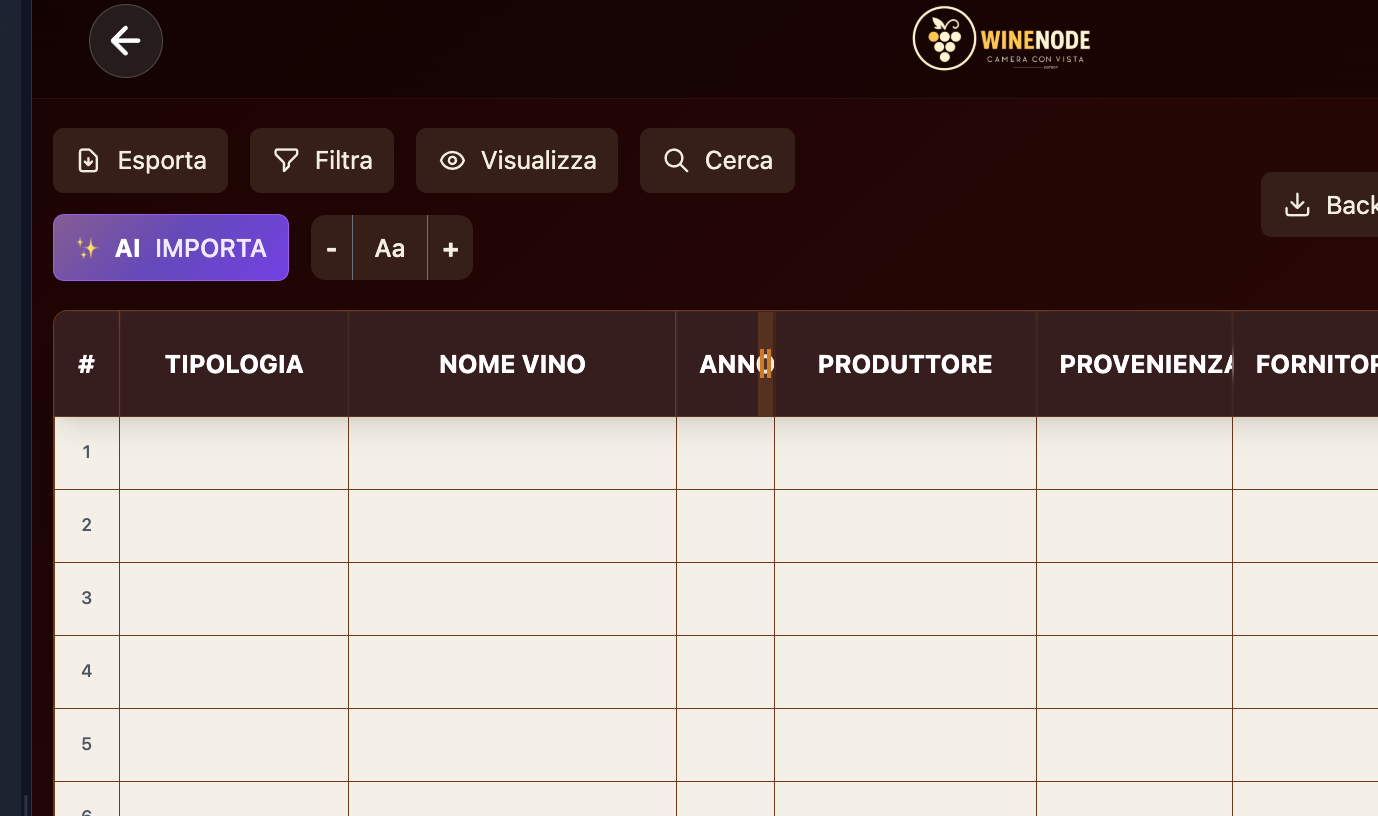 WINENODE
CAMERA CON VISTA
Esporta
Filtra
Visualizza
Cerca
Back
AI IMPORTA
- Aa +
# TIPOLOGIA NOME VINO ANNO PRODUTTORE PROVENIENZA FORNITOR
1
2
3
4
5
6